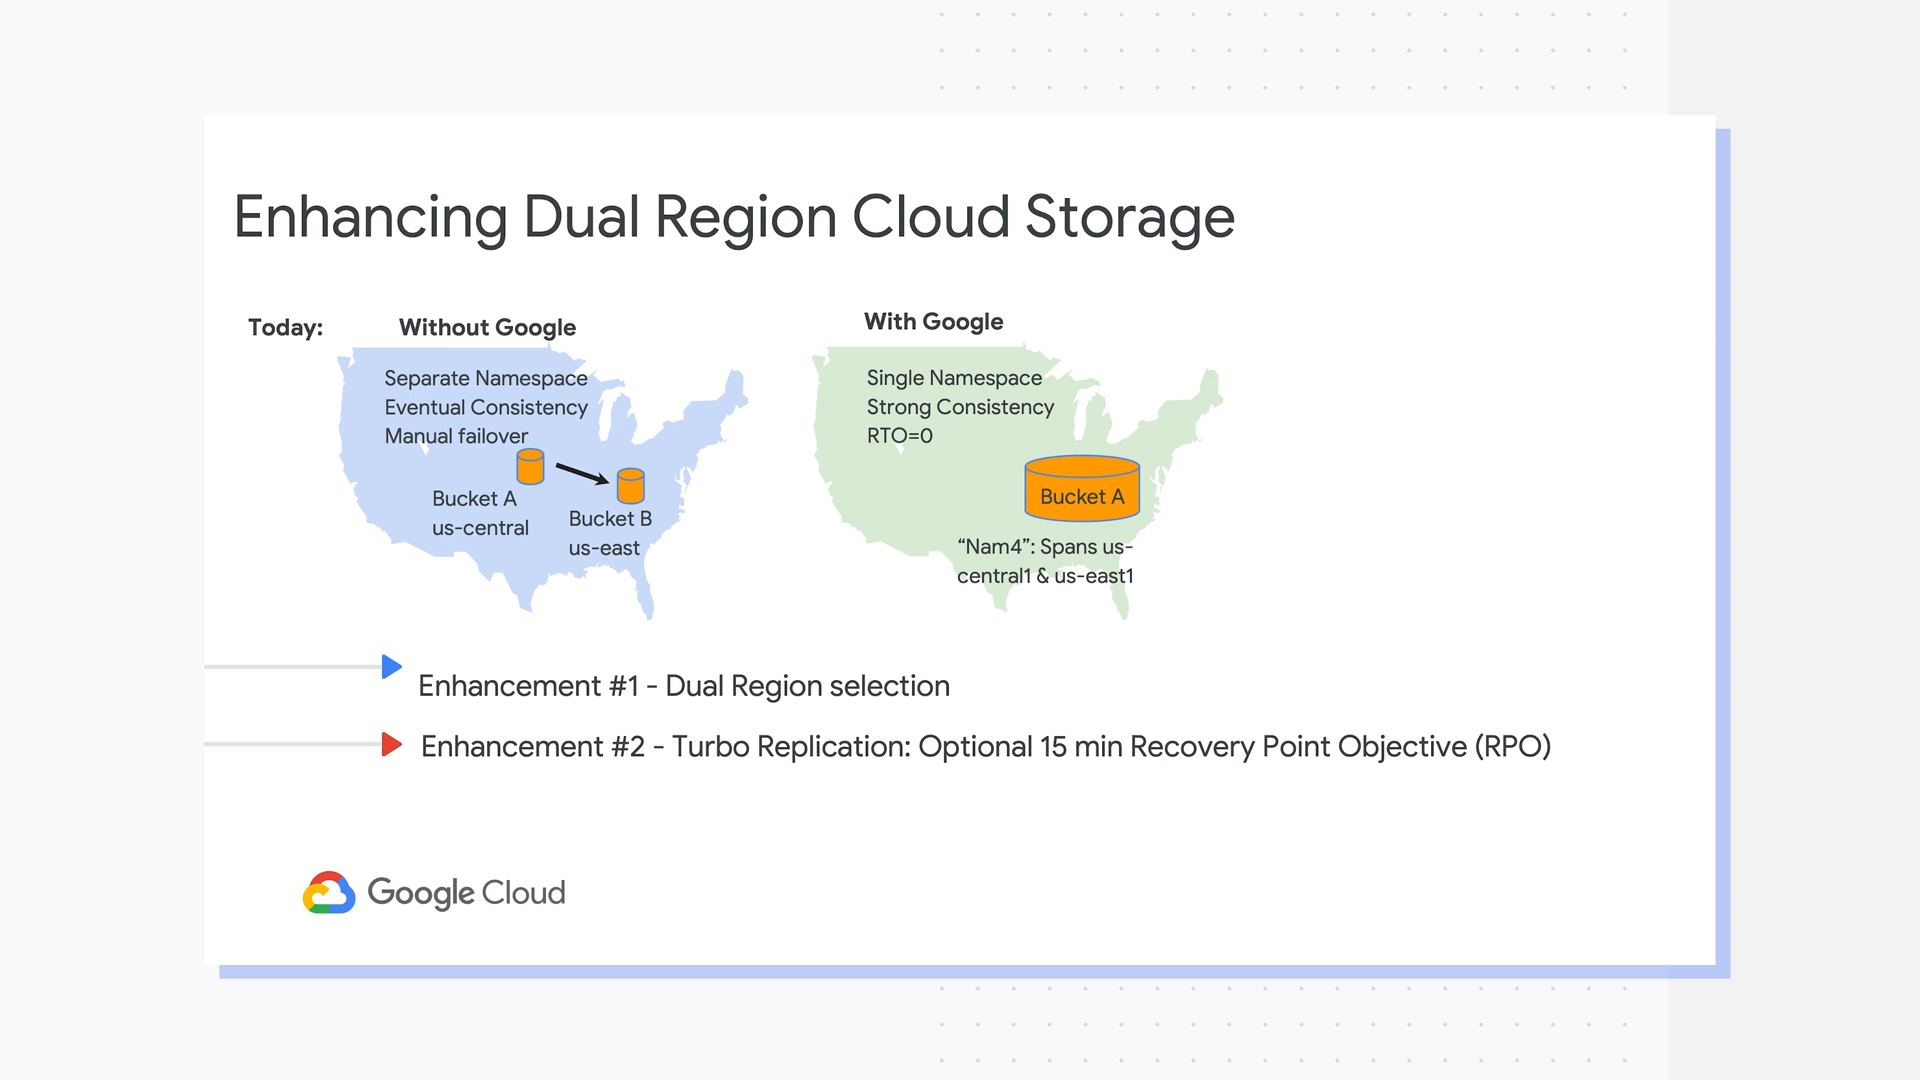 Enhancing Dual Region Cloud Storage
Today:
Without Google
Separate Namespace
Eventual Consistency
Manual failover
Bucket A
us-central
Bucket B
us-east
With Google
Single Namespace
Strong Consistency
RTO=0
Bucket A
“Nam4”: Spans us-
central1 & us-east1
Enhancement #1 - Dual Region selection
Enhancement #2 - Turbo Replication: Optional 15 min Recovery Point Objective (RPO)
Google Cloud